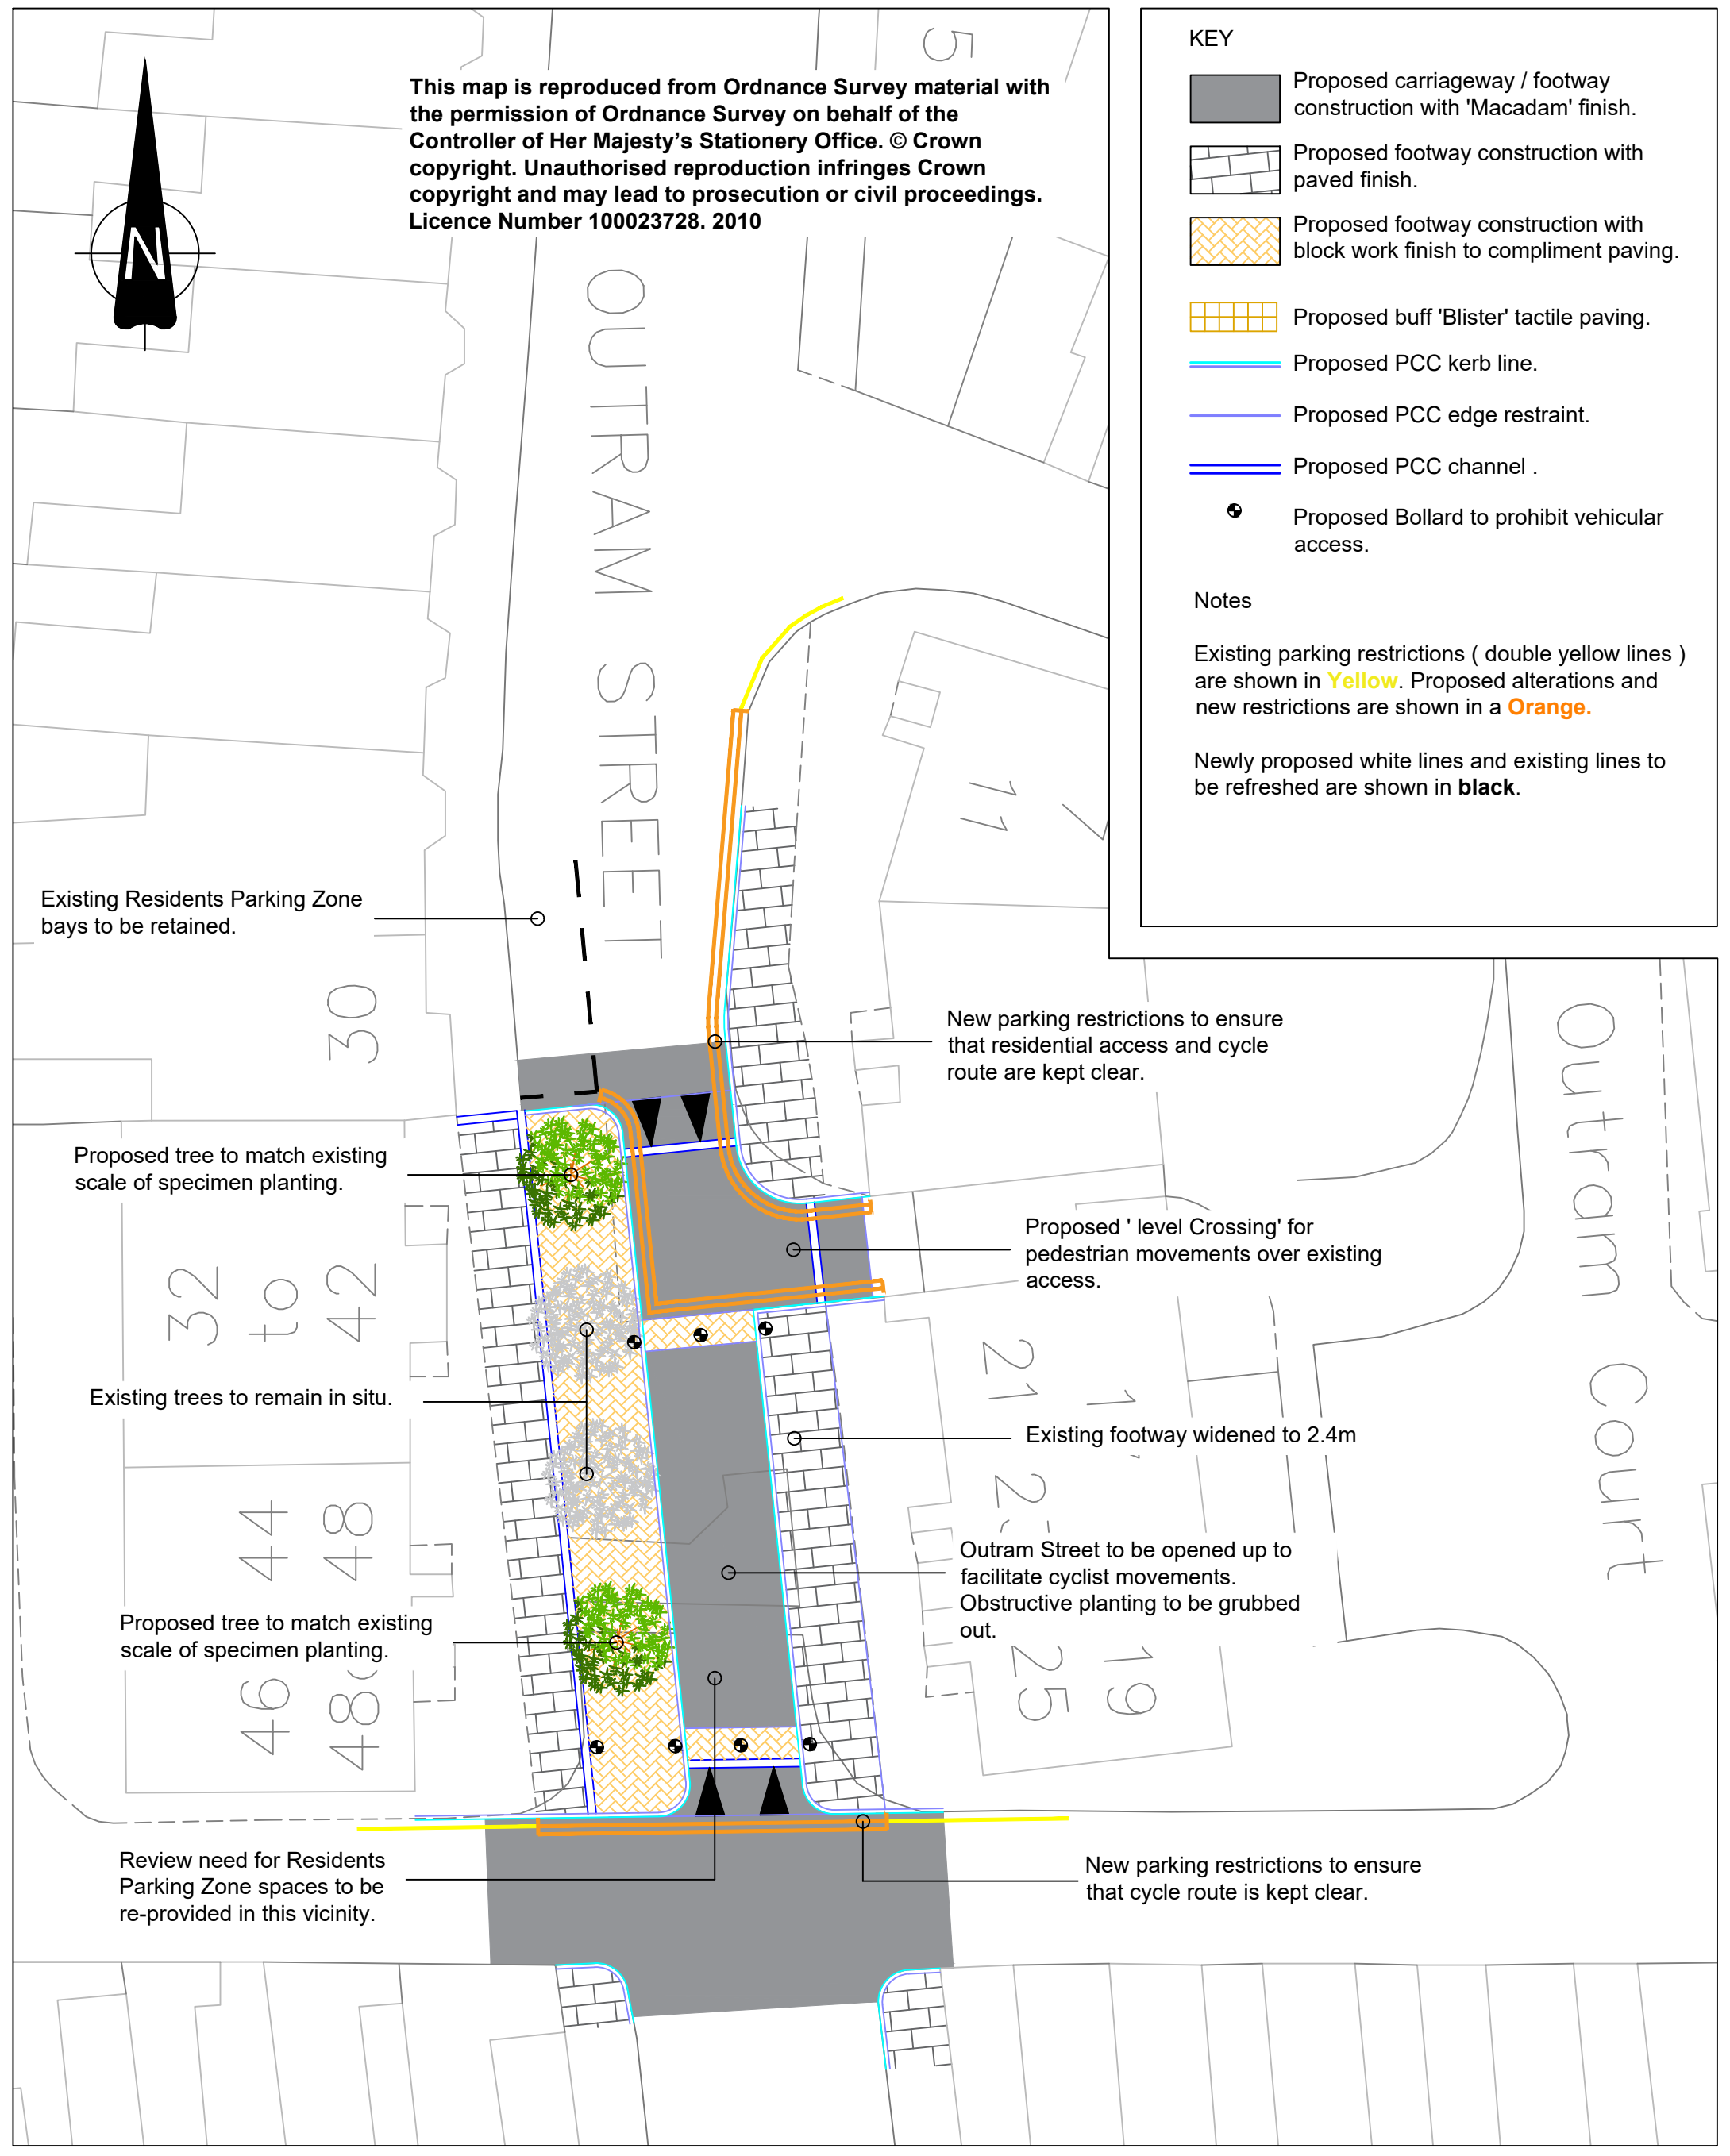 This map is reproduced from Ordnance Survey material with
the permission of Ordnance Survey on behalf of the
Controller of Her Majesty’s Stationery Office. © Crown
copyright. Unauthorised reproduction infringes Crown
copyright and may lead to prosecution or civil proceedings.
Licence Number 100023728. 2010
N
5
OUTRAM STREET
KEY
Proposed carriageway / footway
construction with 'Macadam' finish.
Proposed footway construction with
paved finish.
Proposed footway construction with
block work finish to compliment paving.
Proposed buff 'Blister' tactile paving.
Proposed PCC kerb line.
Proposed PCC edge restraint.
Proposed PCC channel .
Proposed Bollard to prohibit vehicular
access.
Notes
Existing parking restrictions ( double yellow lines )
are shown in Yellow. Proposed alterations and
new restrictions are shown in a Orange.
Newly proposed white lines and existing lines to
be refreshed are shown in black.
11
Existing Residents Parking Zone
bays to be retained.
30
New parking restrictions to ensure
that residential access and cycle
route are kept clear.
Outram Court
Proposed tree to match existing
scale of specimen planting.
Proposed ' level Crossing' for
pedestrian movements over existing
access.
32
to
42
21
Existing trees to remain in situ.
Existing footway widened to 2.4m
44
48
Outram Street to be opened up to
facilitate cyclist movements.
Obstructive planting to be grubbed
out.
Proposed tree to match existing
scale of specimen planting.
46
25
19
Review need for Residents
Parking Zone spaces to be
re-provided in this vicinity.
New parking restrictions to ensure
that cycle route is kept clear.